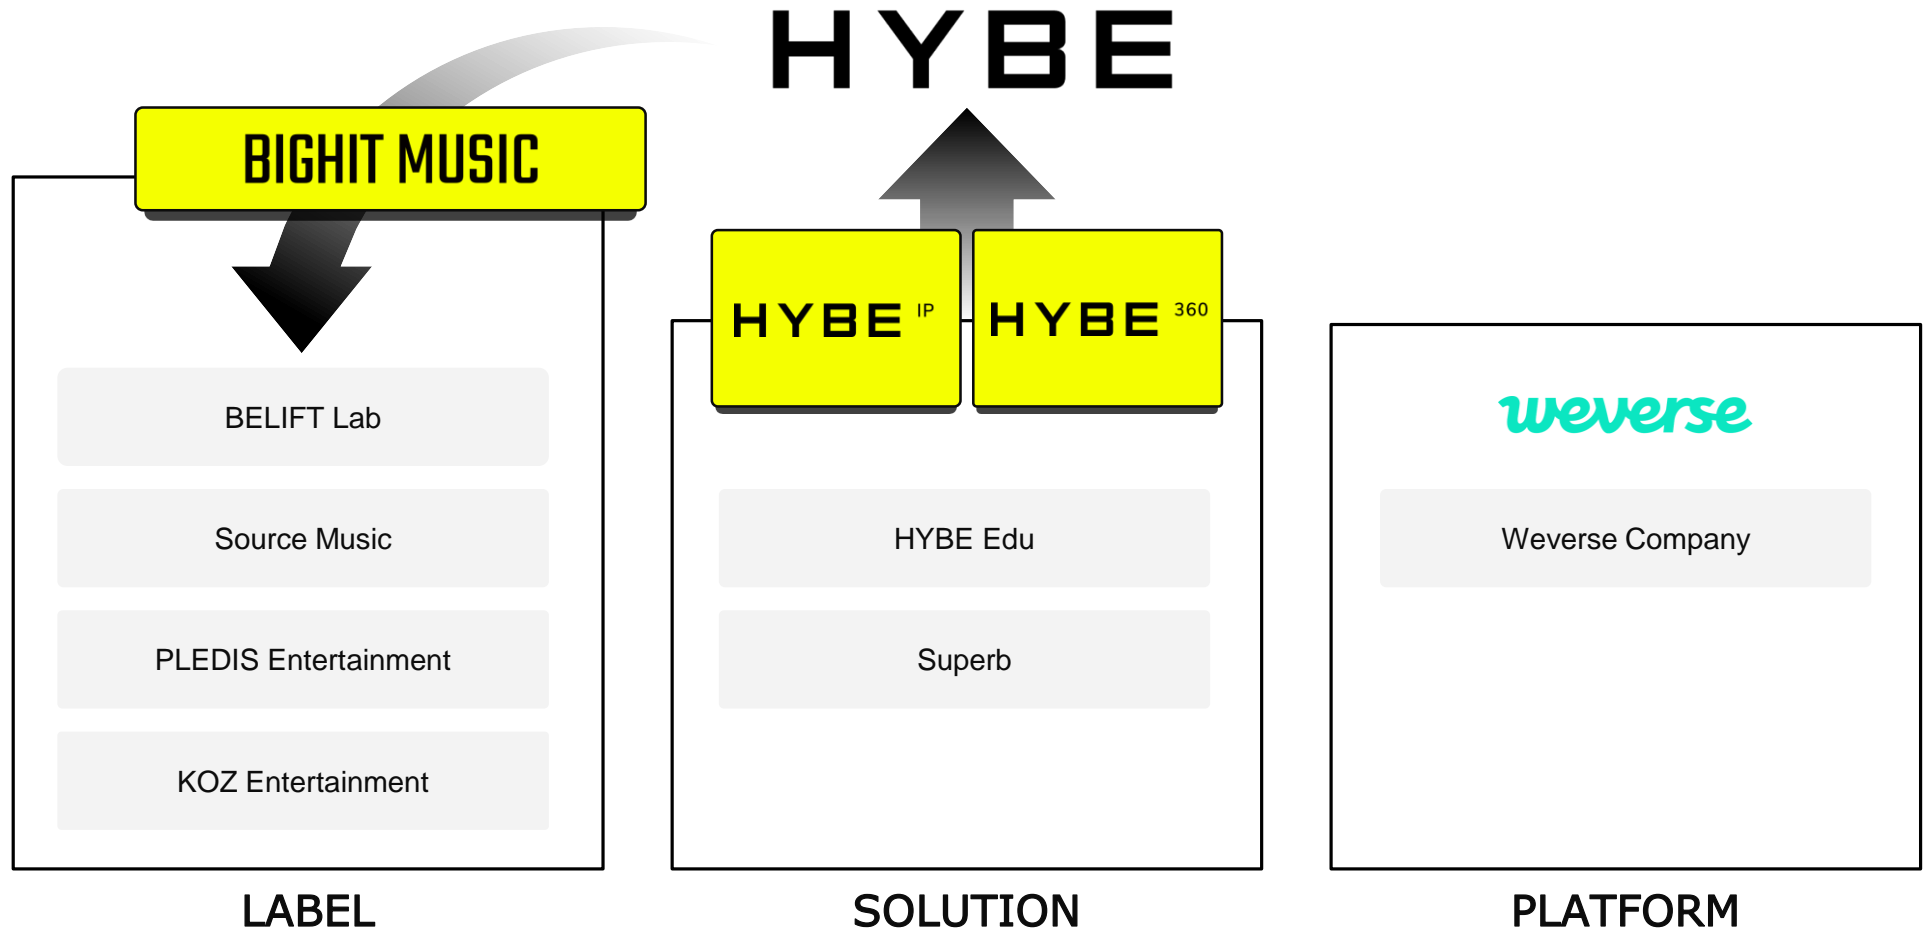 HYBE
BIGHIT MUSIC
BELIFT Lab
Source Music
PLEDIS Entertainment
KOZ Entertainment
LABEL
HYBE IP
HYBE 360
HYBE Edu
Superb
SOLUTION
weverse
Weverse Company
PLATFORM